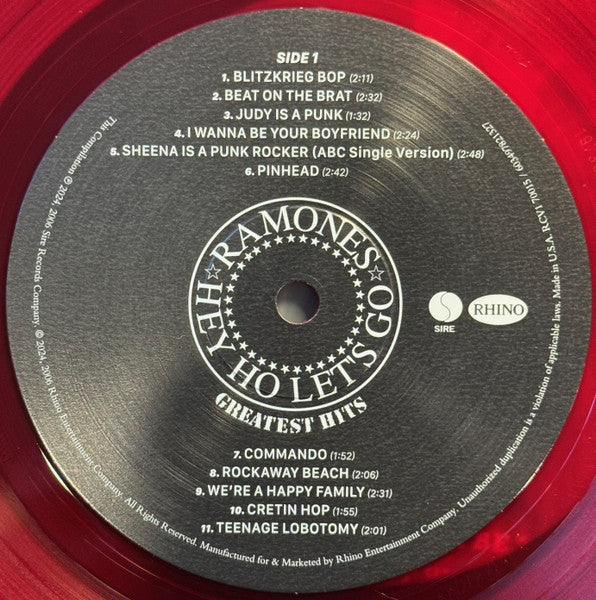 SIDE 1
1. BLITZKRIEG BOP (2:11)
2. BEAT ON THE BRAT (2:32)
3. JUDY IS A PUNK (1:32)
4. I WANNA BE YOUR BOYFRIEND (2:24)
5. SHEENA IS A PUNK ROCKER (ABC Single Version) (2:48)
6. PINHEAD (2:42)
RAMONES
HEY HO LET'S GO
GREATEST HITS
SIRE
RHINO
7. COMMANDO (1:52)
8. ROCKAWAY BEACH (2:06)
9. WE'RE A HAPPY FAMILY (2:31)
10. CRETIN HOP (1:55)
11. TEENAGE LOBOTOMY (2:01)
This Compilation ℗ 2024, 2006 Sire Records Company. © 2024, 2006 Rhino Entertainment Company. All Rights Reserved. Manufactured for & Marketed by Rhino Entertainment Company. Unauthorized duplication is a violation of applicable laws. Made in U.S.A. RCV1 70015 / 603497821327